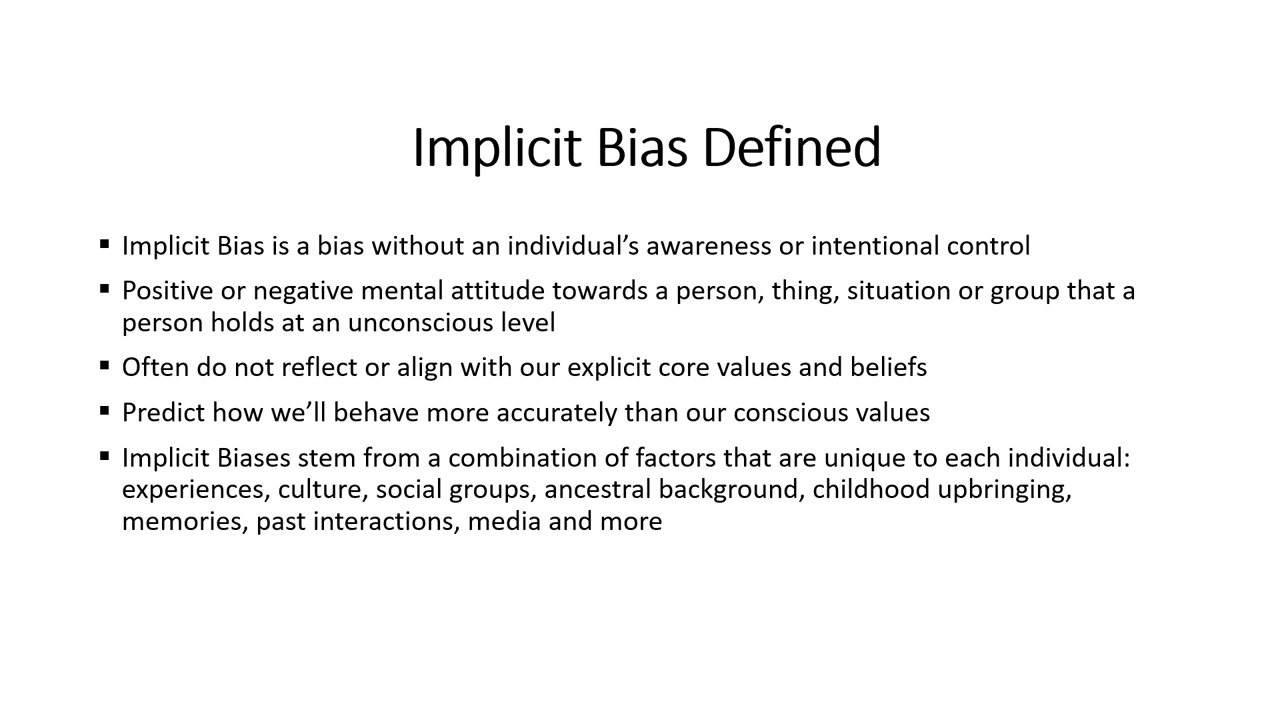 Implicit Bias Defined
▪ Implicit Bias is a bias without an individual’s awareness or intentional control
▪ Positive or negative mental attitude towards a person, thing, situation or group that a
person holds at an unconscious level
▪ Often do not reflect or align with our explicit core values and beliefs
▪ Predict how we’ll behave more accurately than our conscious values
▪ Implicit Biases stem from a combination of factors that are unique to each individual:
experiences, culture, social groups, ancestral background, childhood upbringing,
memories, past interactions, media and more